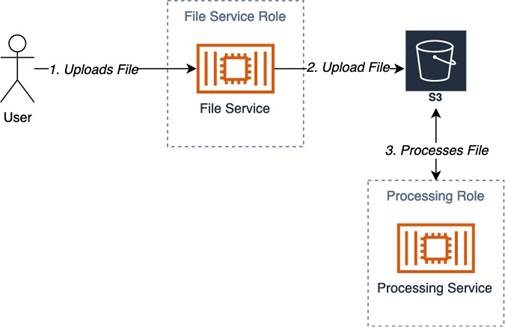 File Service Role
1. Uploads File
2. Upload File
File Service
User
S3
3. Processes File
Processing Role
Processing Service